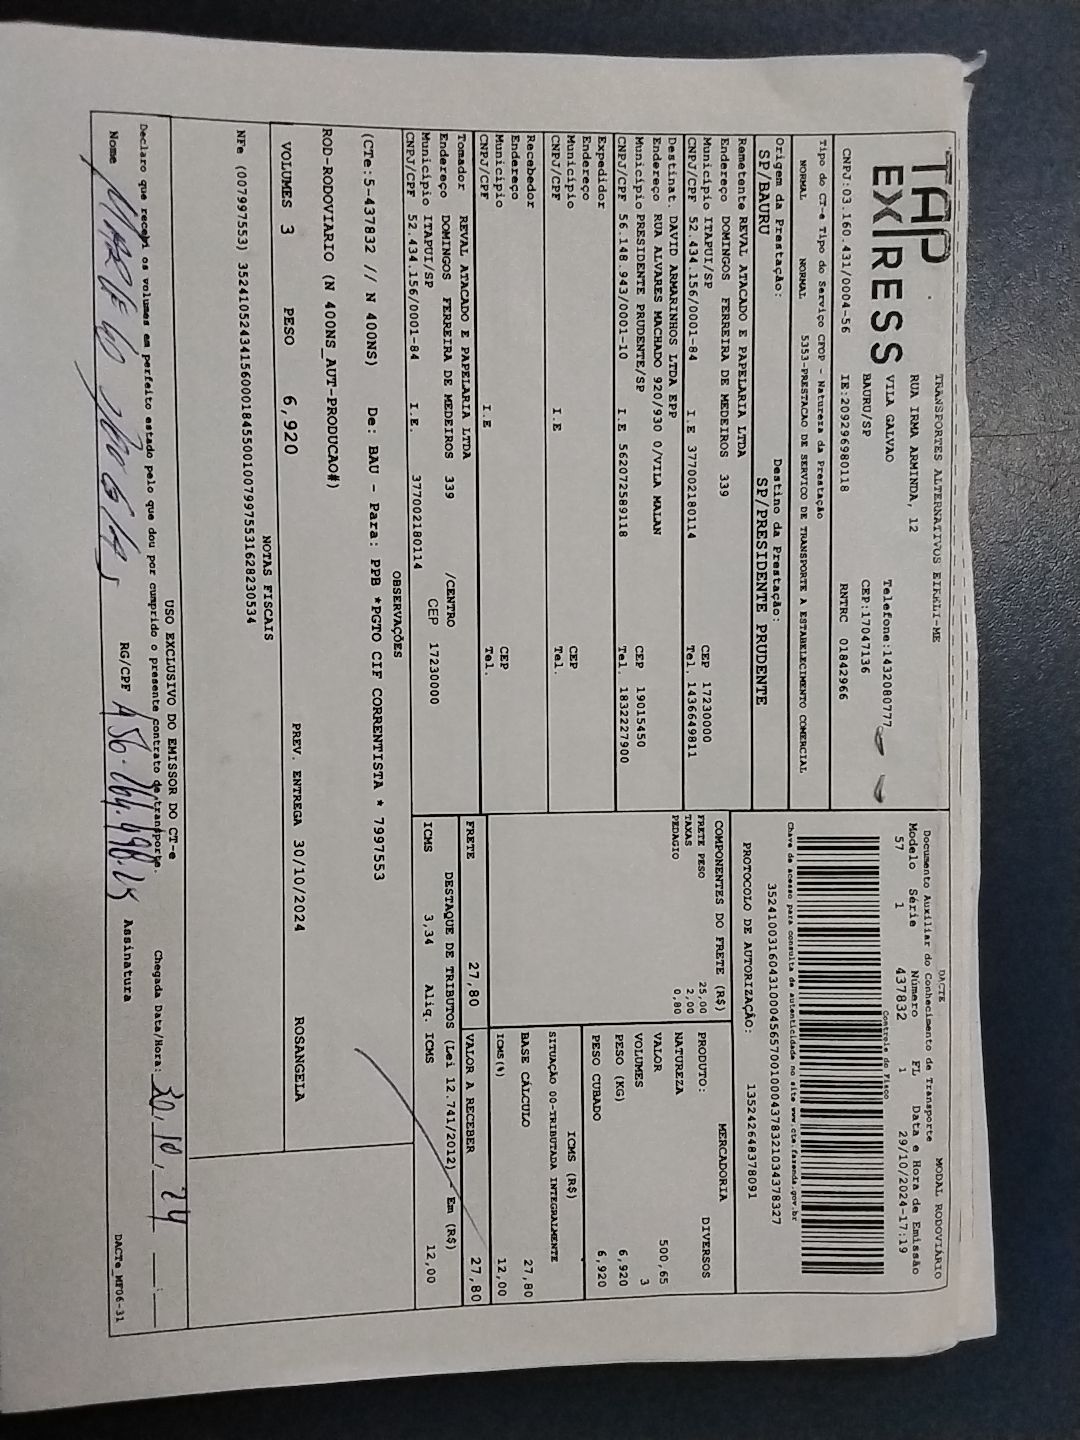 TAP EXPRESS
TRANSPORTES ALTERNATIVOS EIRELI-ME
RUA IRMA ARMINDA, 12
VILA GALVAO Telefone:1432080777
BAURU/SP CEP:17047136
CNPJ:03.160.431/0004-56 IE:209296980118 RNTRC 01842966
Tipo do CT-e Tipo do Serviço CFOP - Natureza da Prestação
NORMAL NORMAL 5353-PRESTACAO DE SERVICO DE TRANSPORTE A ESTABELECIMENTO COMERCIAL
Origem da Prestação: Destino da Prestação:
SP/BAURU SP/PRESIDENTE PRUDENTE
Remetente REVAL ATACADO E PAPELARIA LTDA
Endereço DOMINGOS FERREIRA DE MEDEIROS 339
Município ITAPUI/SP CEP 17230000
CNPJ/CPF 52.434.156/0001-84 I.E 377002180114 Tel. 1436649811
Destinat. DAVID ARMARINHOS LTDA EPP
Endereço RUA ALVARES MACHADO 920/930 0/VILA MALAN
Município PRESIDENTE PRUDENTE/SP CEP 19015450
CNPJ/CPF 56.148.943/0001-10 I.E 562072589118 Tel. 1832227900
Expedidor
Endereço
Município CEP
CNPJ/CPF I.E Tel.
Recebedor
Endereço
Município CEP
CNPJ/CPF I.E Tel.
Tomador REVAL ATACADO E PAPELARIA LTDA
Endereço DOMINGOS FERREIRA DE MEDEIROS 339 /CENTRO
Município ITAPUI/SP CEP 17230000
CNPJ/CPF 52.434.156/0001-84 I.E. 377002180114
DACTE MODAL RODOVIÁRIO
Documento Auxiliar do Conhecimento de Transporte
Modelo Série Número FL Data e Hora de Emissão
57 1 437832 1 29/10/2024-17:19
Controle do Fisco
Chave de acesso para consulta de autenticidade no site www.cte.fazenda.gov.br
35241003160431000456570010004378321034378327
PROTOCOLO DE AUTORIZAÇÃO: 135242648378091
COMPONENTES DO FRETE (R$)
FRETE PESO 25,00
TAXAS 2,00
PEDAGIO 0,80
MERCADORIA
PRODUTO: DIVERSOS
NATUREZA
VALOR 500,65
VOLUMES 3
PESO (KG) 6,920
PESO CUBADO 6,920
ICMS (R$)
SITUAÇÃO 00-TRIBUTADA INTEGRALMENTE
BASE CÁLCULO 27,80
ICMS(%) 12,00
FRETE 27,80 VALOR A RECEBER 27,80
DESTAQUE DE TRIBUTOS (Lei 12.741/2012) - Em (R$)
ICMS 3,34 Aliq. ICMS 12,00
OBSERVAÇÕES
(CTe:5-437832 // N 400NS) De: BAU - Para: PPB *PGTO CIF CORRENTISTA * 7997553
ROD-RODOVIARIO (N 400NS_AUT-PRODUCAO#)
VOLUMES 3 PESO 6,920 PREV. ENTREGA 30/10/2024 ROSANGELA
NOTAS FISCAIS
NFe (007997553) 35241052434156000184550010079975531628230534
USO EXCLUSIVO DO EMISSOR DO CT-e
Declaro que recebi os volumes em perfeito estado pelo que dou por cumprido o presente contrato de transporte. Chegada Data/Hora: 30, 10, 24
Nome RG/CPF Assinatura
DACTe_MF06-31